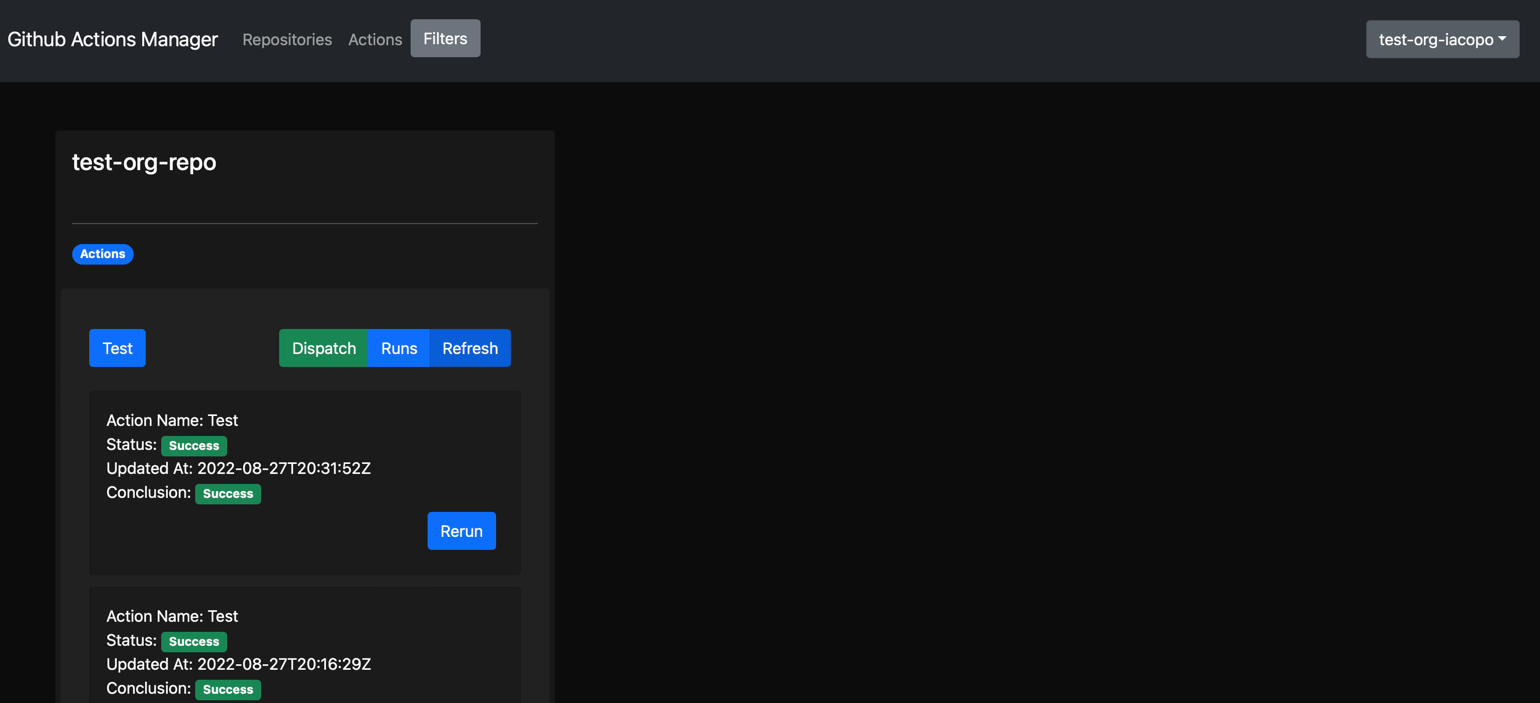 Github Actions Manager Repositories Actions Filters test-org-iacopo
test-org-repo
Actions
Test Dispatch Runs Refresh
Action Name: Test
Status: Success
Updated At: 2022-08-27T20:31:52Z
Conclusion: Success
Rerun
Action Name: Test
Status: Success
Updated At: 2022-08-27T20:16:29Z
Conclusion: Success